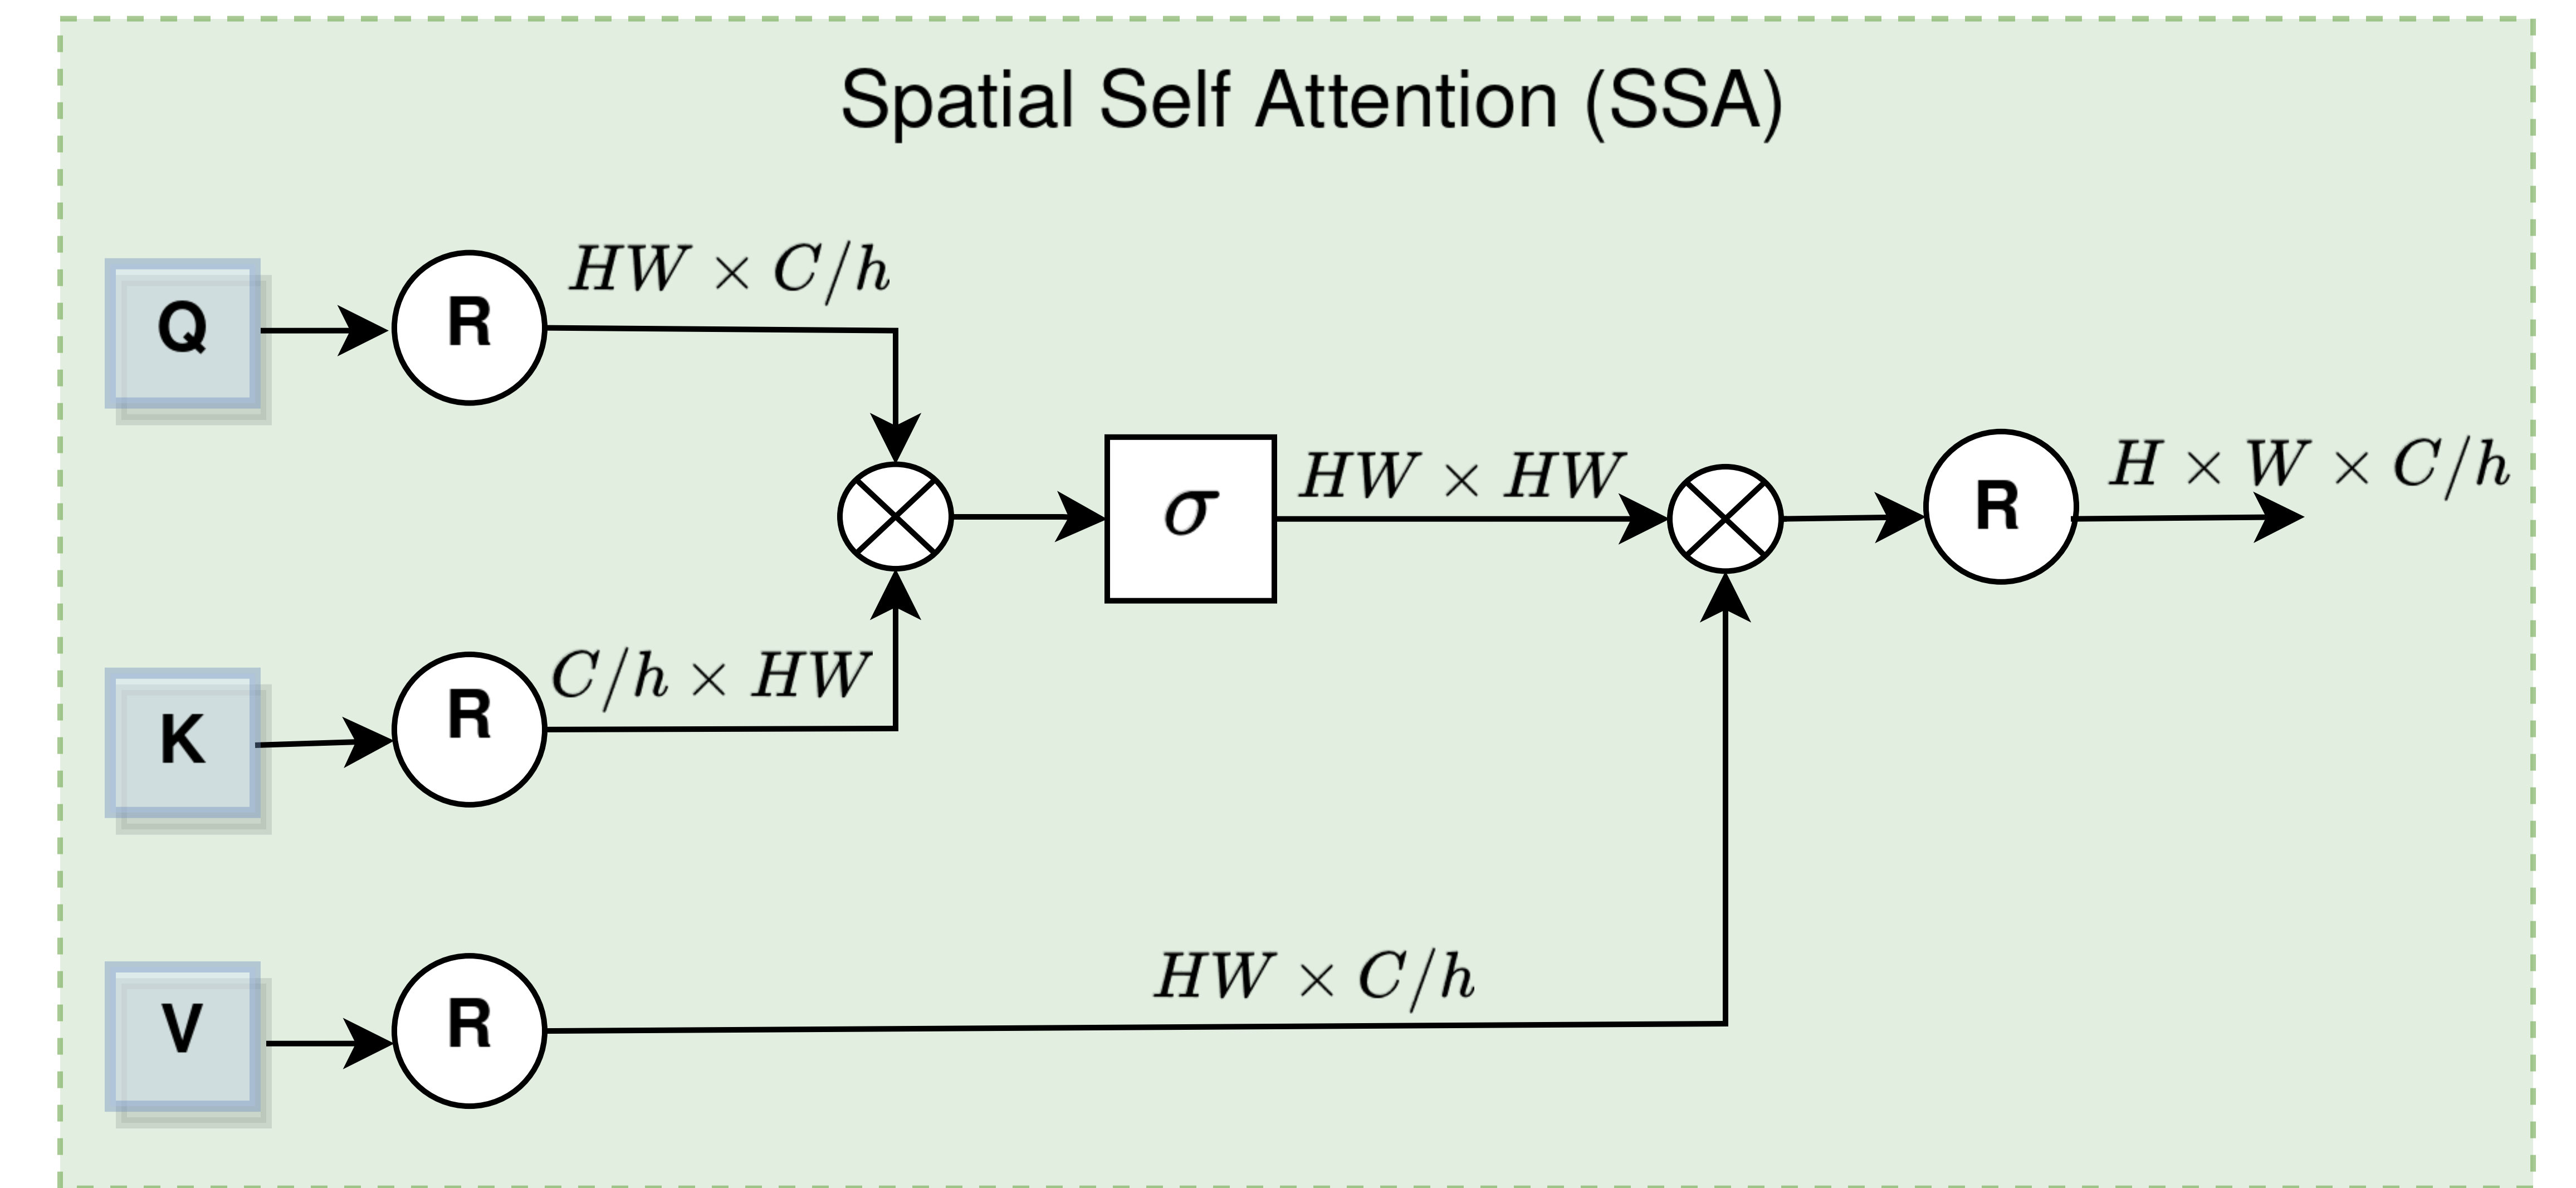 Spatial Self Attention (SSA)
Q
R
HW × C/h
σ
HW × HW
R
H × W × C/h
K
R
C/h × HW
V
R
HW × C/h